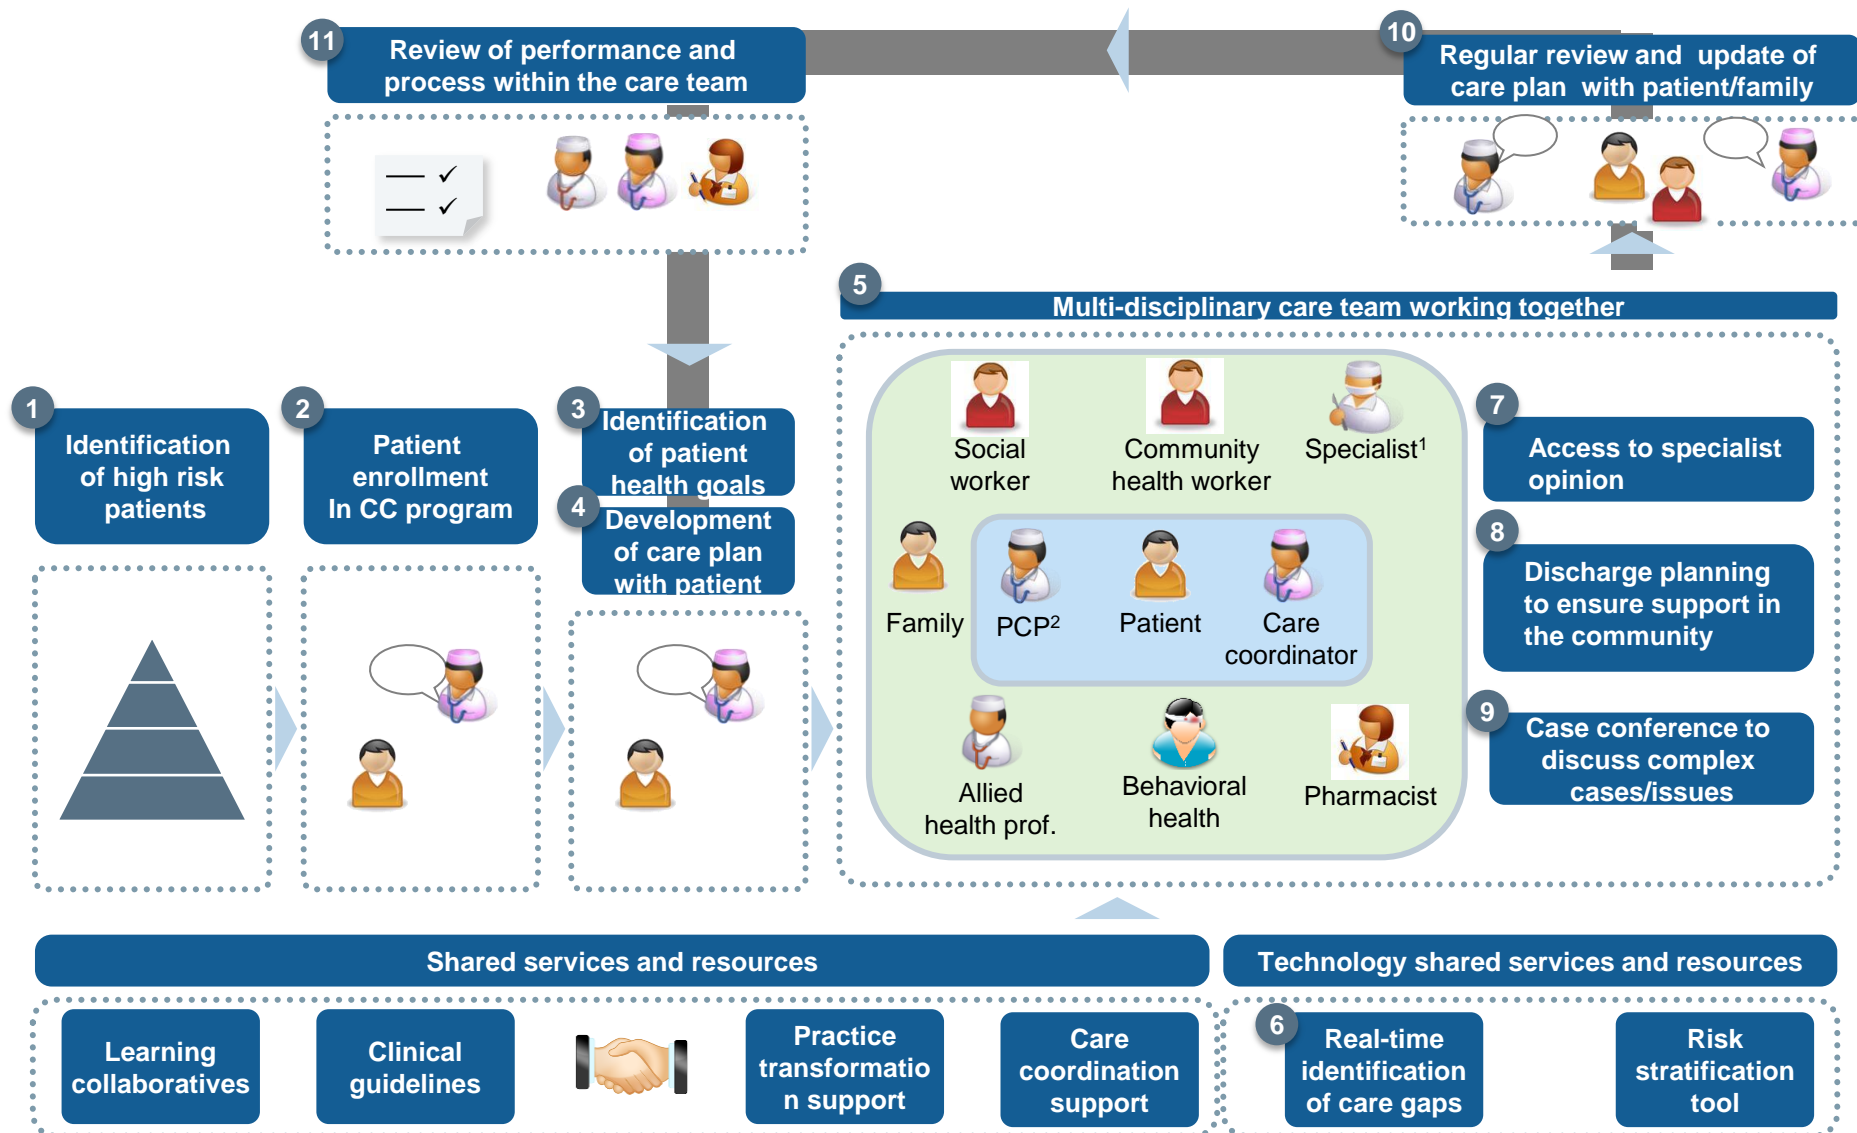 11
Review of performance and
process within the care team
10
Regular review and  update of
care plan  with patient/family
1
Identification
of high risk
patients
2
Patient
enrollment
In CC program
3
Identification
of patient
health goals
4
Development
of care plan
with patient
5
Multi-disciplinary care team working together
Social
worker
Community
health worker
Specialist¹
Family
PCP²
Patient
Care
coordinator
Allied
health prof.
Behavioral
health
Pharmacist
7
Access to specialist
opinion
8
Discharge planning
to ensure support in
the community
9
Case conference to
discuss complex
cases/issues
Shared services and resources
Learning
collaboratives
Clinical
guidelines
Practice
transformatio
n support
Care
coordination
support
Technology shared services and resources
6
Real-time
identification
of care gaps
Risk
stratification
tool